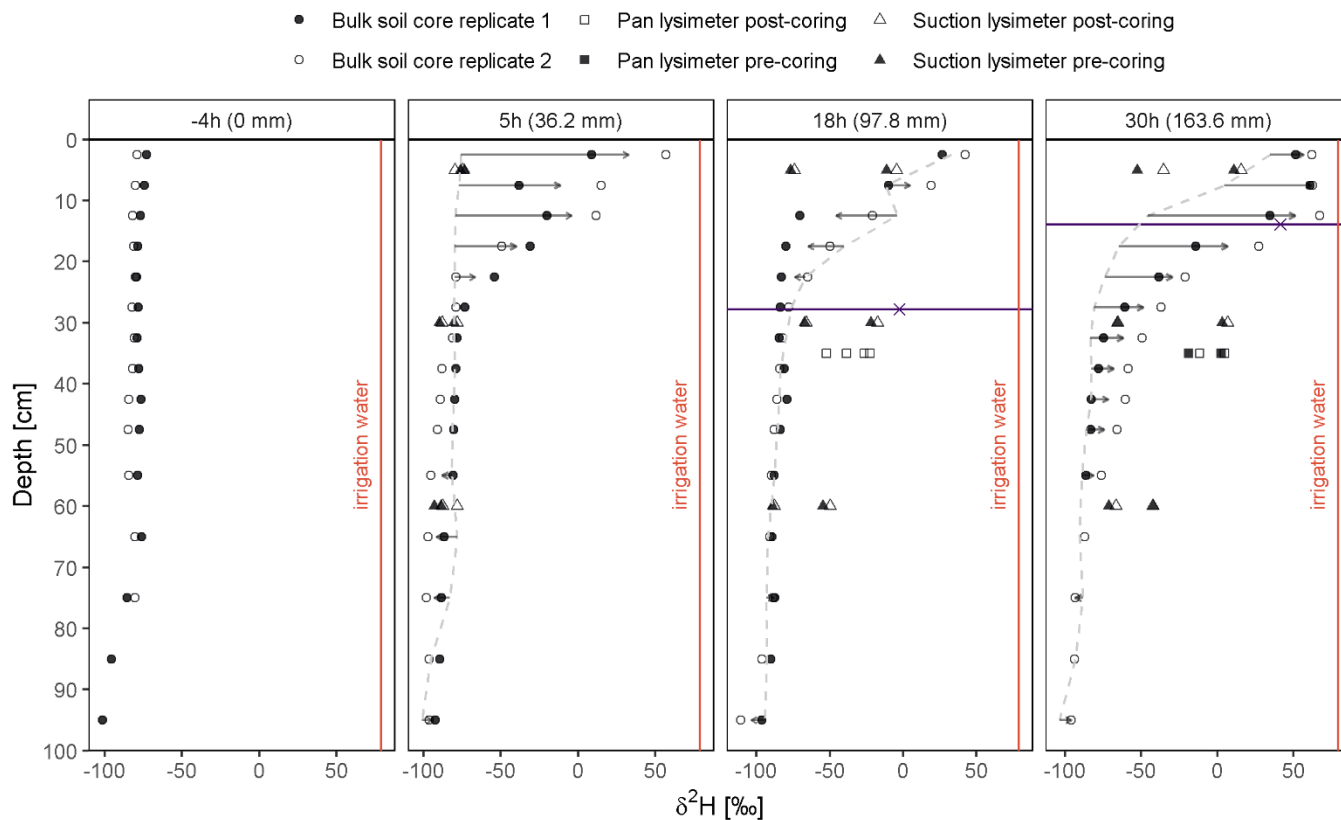 Bulk soil core replicate 1 Pan lysimeter post-coring Suction lysimeter post-coring
Bulk soil core replicate 2 Pan lysimeter pre-coring Suction lysimeter pre-coring
-4h (0 mm) 5h (36.2 mm) 18h (97.8 mm) 30h (163.6 mm)
0
10
20
30
40
50
60
70
80
90
100
Depth [cm]
irrigation water irrigation water irrigation water irrigation water
-100 -50 0 50 -100 -50 0 50 -100 -50 0 50 -100 -50 0 50
δ²H [‰]